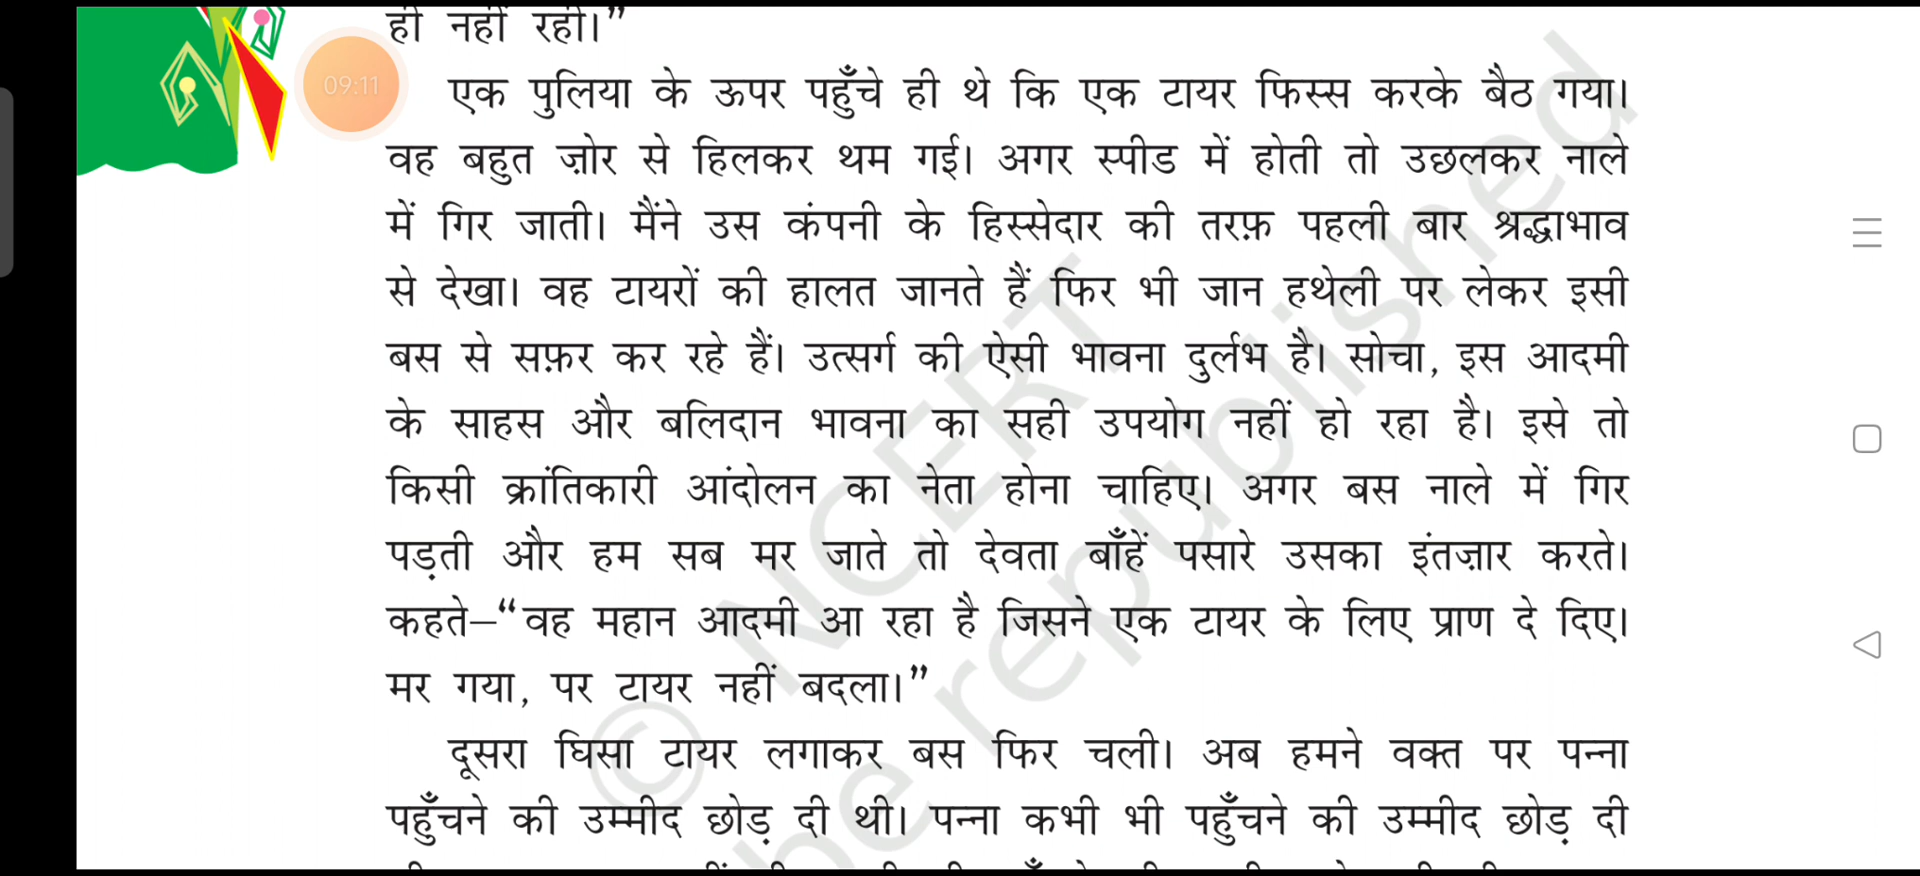 ही नहीं रही।”
09:11
एक पुलिया के ऊपर पहुँचे ही थे कि एक टायर फिस्स करके बैठ गया।
वह बहुत ज़ोर से हिलकर थम गई। अगर स्पीड में होती तो उछलकर नाले
में गिर जाती। मैंने उस कंपनी के हिस्सेदार की तरफ़ पहली बार श्रद्धाभाव
से देखा। वह टायरों की हालत जानते हैं फिर भी जान हथेली पर लेकर इसी
बस से सफ़र कर रहे हैं। उत्सर्ग की ऐसी भावना दुर्लभ है। सोचा, इस आदमी
के साहस और बलिदान भावना का सही उपयोग नहीं हो रहा है। इसे तो
किसी क्रांतिकारी आंदोलन का नेता होना चाहिए। अगर बस नाले में गिर
पड़ती और हम सब मर जाते तो देवता बाँहें पसारे उसका इंतज़ार करते।
कहते–“वह महान आदमी आ रहा है जिसने एक टायर के लिए प्राण दे दिए।
मर गया, पर टायर नहीं बदला।”
दूसरा घिसा टायर लगाकर बस फिर चली। अब हमने वक्त पर पन्ना
पहुँचने की उम्मीद छोड़ दी थी। पन्ना कभी भी पहुँचने की उम्मीद छोड़ दी
© NCERT
be republished